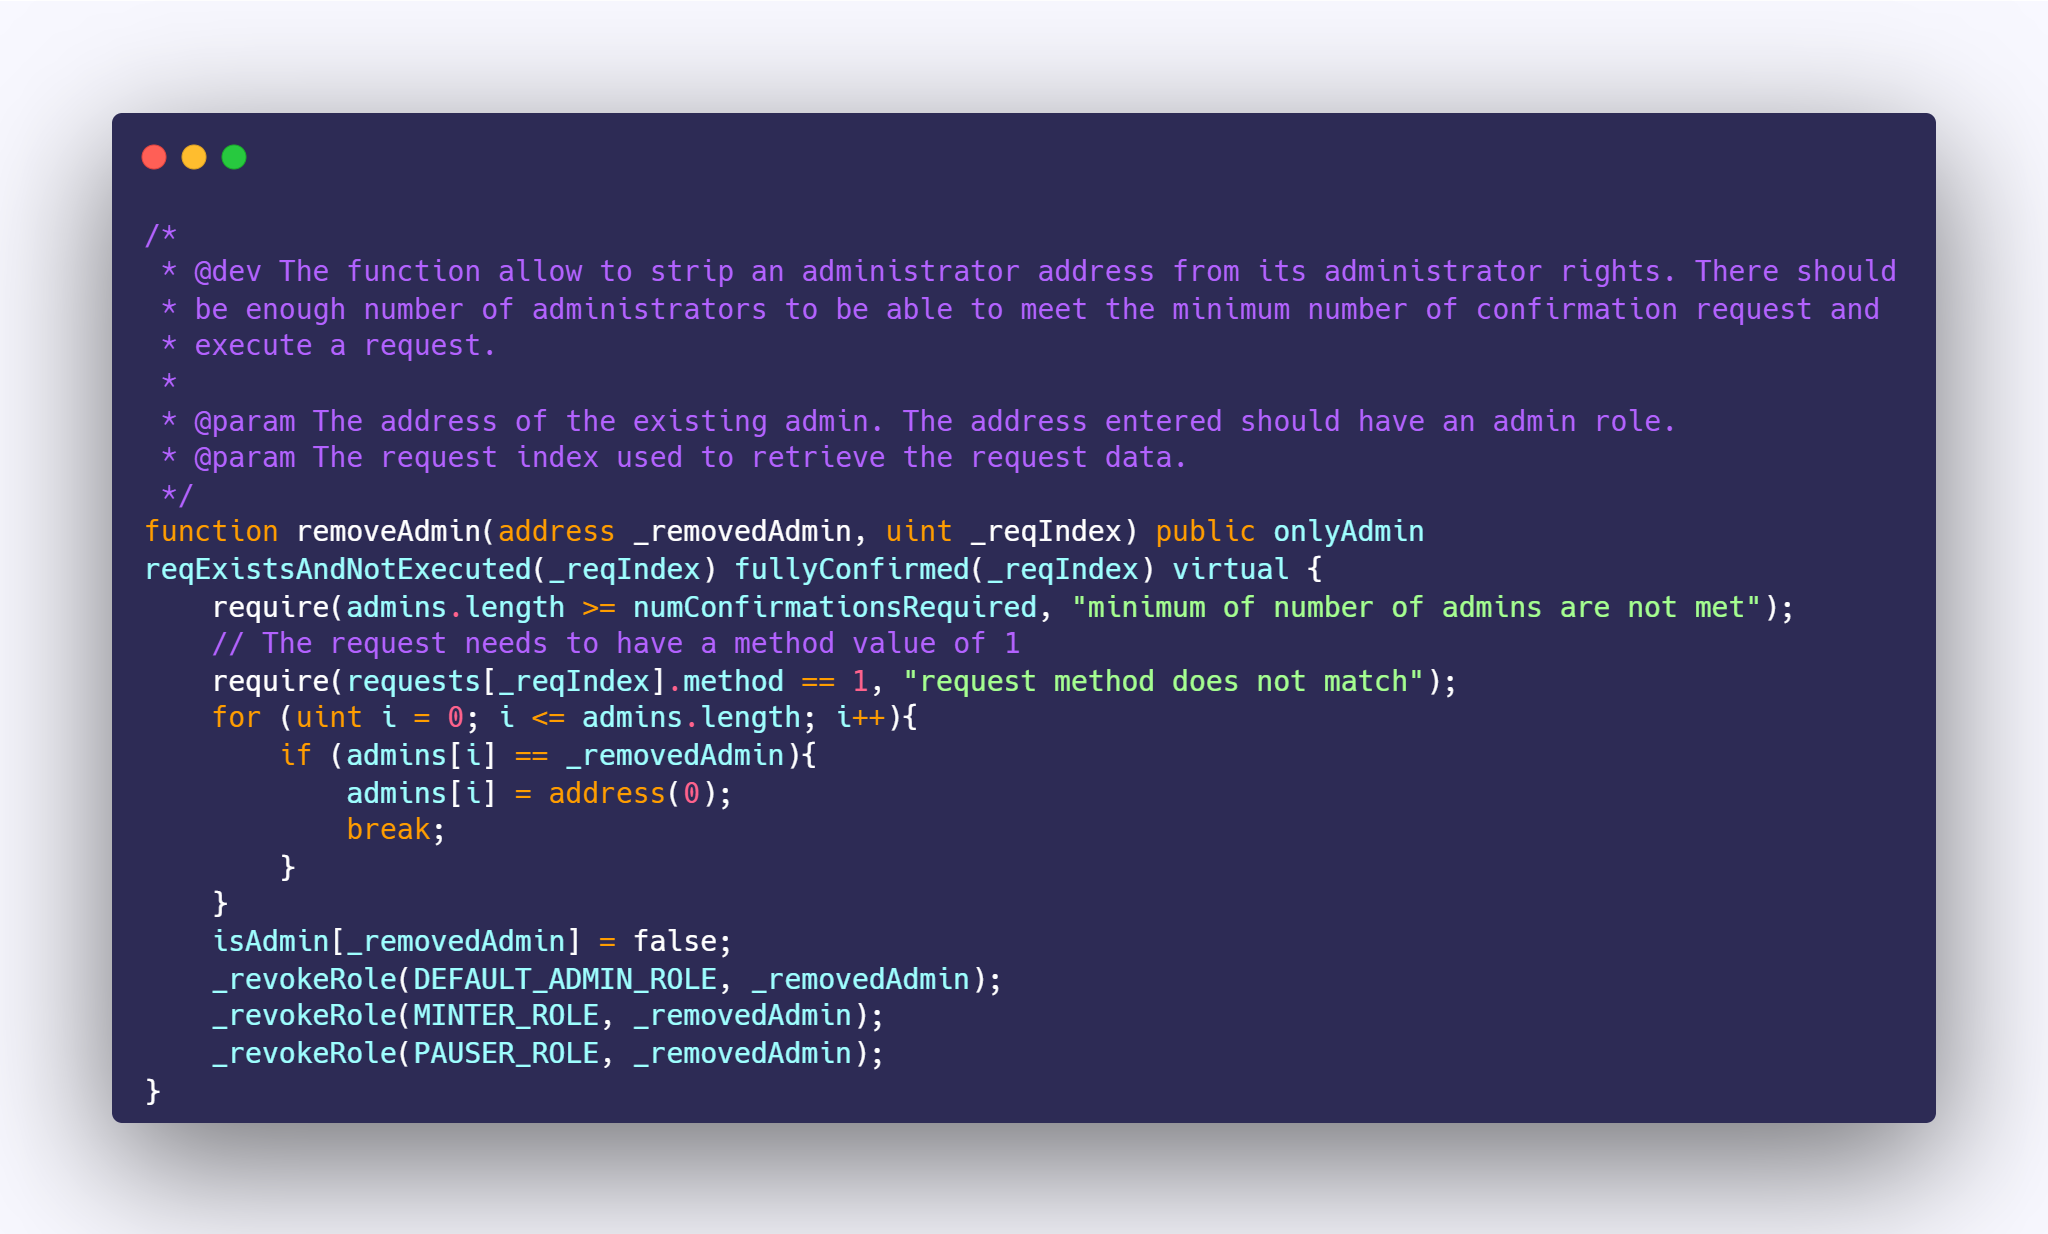 /*
 * @dev The function allow to strip an administrator address from its administrator rights. There should
 * be enough number of administrators to be able to meet the minimum number of confirmation request and
 * execute a request.
 *
 * @param The address of the existing admin. The address entered should have an admin role.
 * @param The request index used to retrieve the request data.
 */
function removeAdmin(address _removedAdmin, uint _reqIndex) public onlyAdmin
reqExistsAndNotExecuted(_reqIndex) fullyConfirmed(_reqIndex) virtual {
    require(admins.length >= numConfirmationsRequired, "minimum of number of admins are not met");
    // The request needs to have a method value of 1
    require(requests[_reqIndex].method == 1, "request method does not match");
    for (uint i = 0; i <= admins.length; i++){
        if (admins[i] == _removedAdmin){
            admins[i] = address(0);
            break;
        }
    }
    isAdmin[_removedAdmin] = false;
    _revokeRole(DEFAULT_ADMIN_ROLE, _removedAdmin);
    _revokeRole(MINTER_ROLE, _removedAdmin);
    _revokeRole(PAUSER_ROLE, _removedAdmin);
}